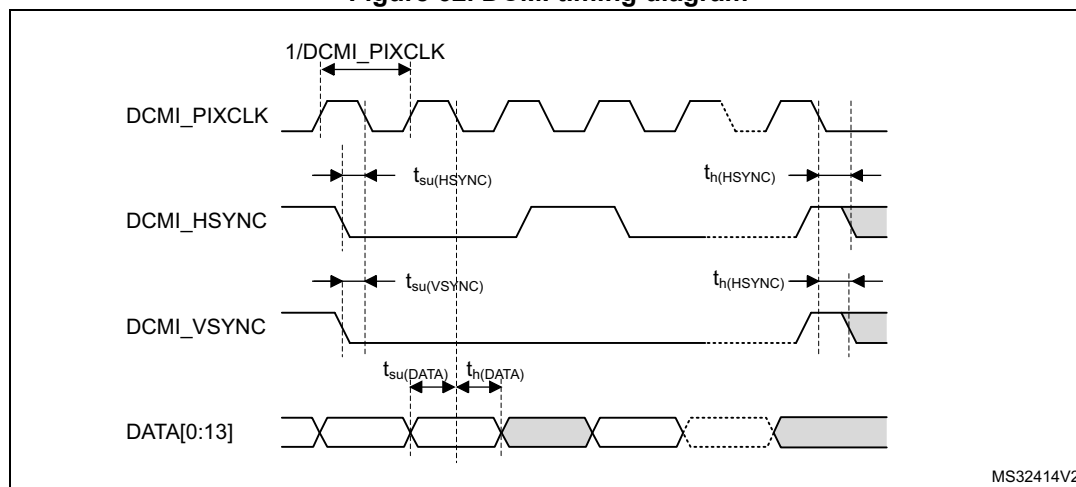 1/DCMI_PIXCLK
DCMI_PIXCLK
tsu(HSYNC)
th(HSYNC)
DCMI_HSYNC
tsu(VSYNC)
th(HSYNC)
DCMI_VSYNC
tsu(DATA) th(DATA)
DATA[0:13]
MS32414V2